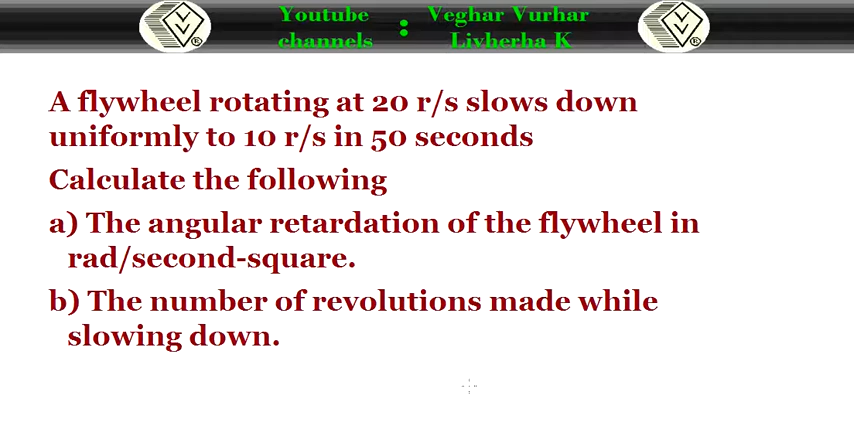 Youtube channels : Veghar Vurhar
Livherha K
A flywheel rotating at 20 r/s slows down
uniformly to 10 r/s in 50 seconds
Calculate the following
a) The angular retardation of the flywheel in
rad/second-square.
b) The number of revolutions made while
slowing down.